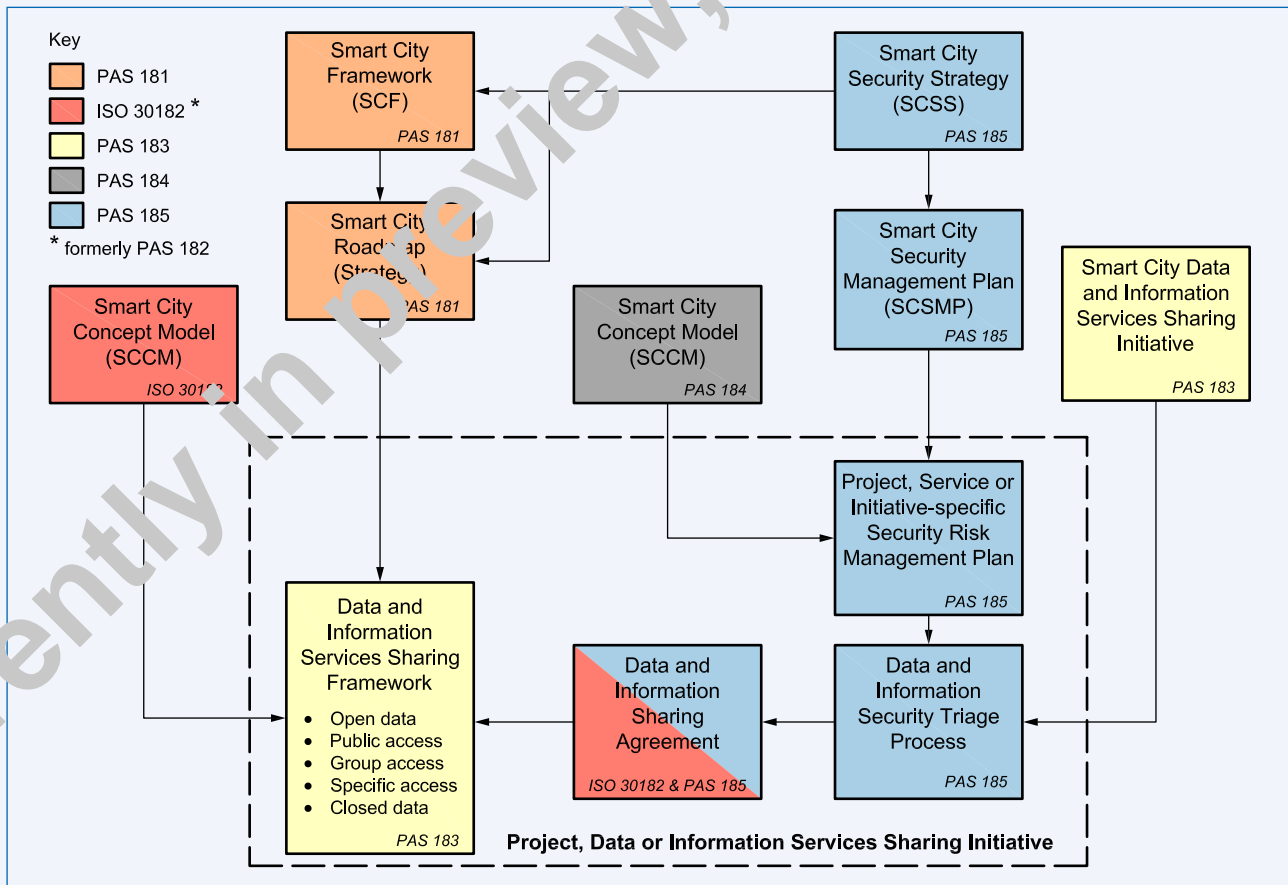 Key
PAS 181
ISO 30182 *
PAS 183
PAS 184
PAS 185
* formerly PAS 182
Smart City
Framework
(SCF)
PAS 181
Smart City
Security Strategy
(SCSS)
PAS 185
Smart City
Roadmap
(Strategy)
PAS 181
Smart City
Security
Management Plan
(SCSMP)
PAS 185
Smart City Data
and Information
Services Sharing
Initiative
PAS 183
Smart City
Concept Model
(SCCM)
ISO 30182
Smart City
Concept Model
(SCCM)
PAS 184
Project, Service or
Initiative-specific
Security Risk
Management Plan
PAS 185
Data and
Information
Services Sharing
Framework
• Open data
• Public access
• Group access
• Specific access
• Closed data
PAS 183
Data and
Information
Sharing
Agreement
ISO 30182 & PAS 185
Data and
Information
Security Triage
Process
PAS 185
Project, Data or Information Services Sharing Initiative
ently in preview,